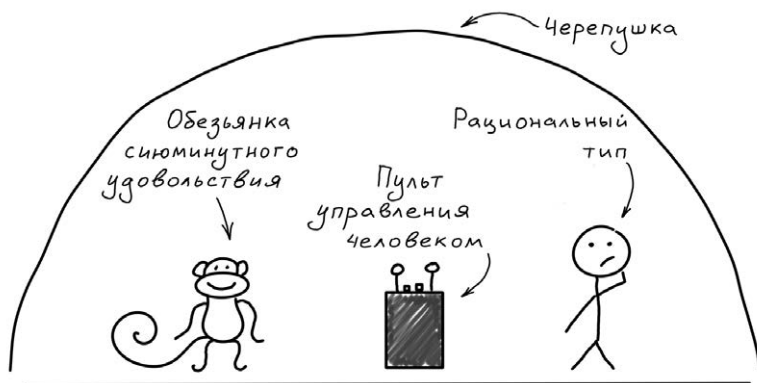 Черепушка
Обезьянка
сиюминутного
удовольствия
Пульт
управления
человеком
Рациональный
тип